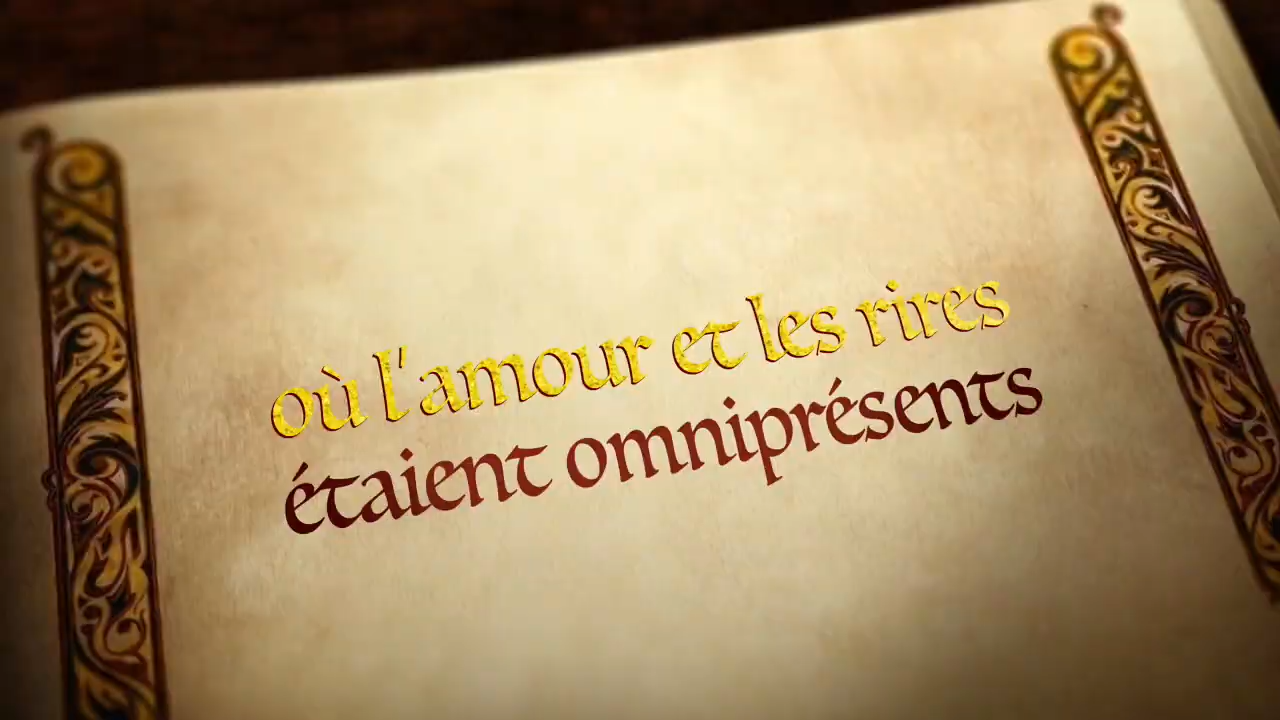 où l'amour et les rires
étaient omniprésents